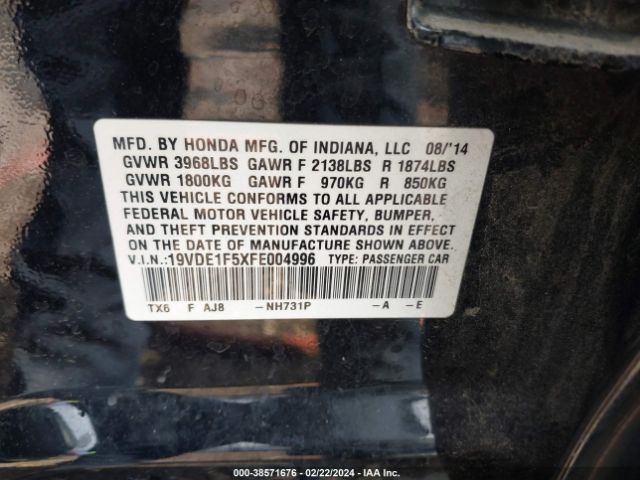 MFD. BY HONDA MFG. OF INDIANA, LLC 08/'14
GVWR 3968LBS GAWR F 2138LBS R 1874LBS
GVWR 1800KG GAWR F 970KG R 850KG
THIS VEHICLE CONFORMS TO ALL APPLICABLE
FEDERAL MOTOR VEHICLE SAFETY, BUMPER,
AND THEFT PREVENTION STANDARDS IN EFFECT
ON THE DATE OF MANUFACTURE SHOWN ABOVE.
V.I.N.:19VDE1F5XFE004996 TYPE: PASSENGER CAR
TX6 F AJ8 -NH731P -A -E
0 - 38571676 - 02/22/2024 - IAA Inc.